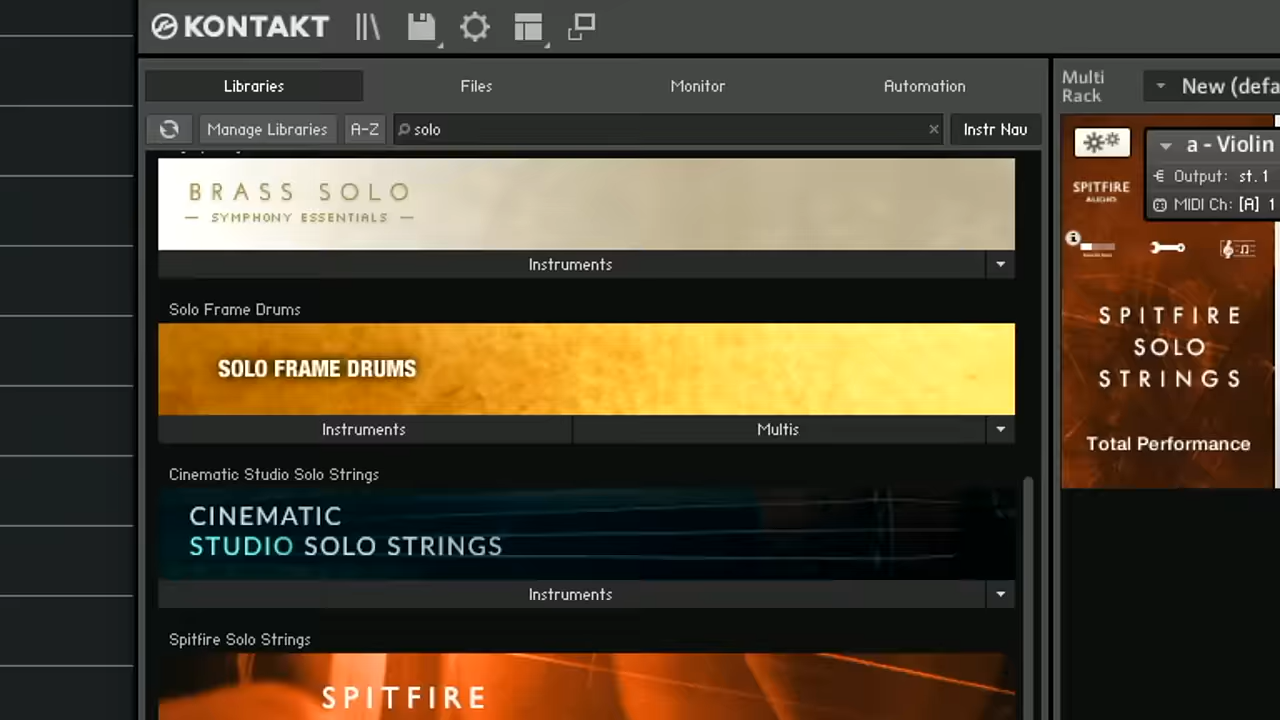 KONTAKT
Libraries
Files
Monitor
Automation
Manage Libraries
A-Z
solo
×
Instr Nav
BRASS SOLO
— SYMPHONY ESSENTIALS —
Instruments
Solo Frame Drums
SOLO FRAME DRUMS
Instruments
Multis
Cinematic Studio Solo Strings
CINEMATIC
STUDIO SOLO STRINGS
Instruments
Spitfire Solo Strings
SPITFIRE
Multi
Rack
New (defa
a - Violin
Output: st. 1
MIDI Ch: [A] 1
SPITFIRE
AUDIO
SPITFIRE
SOLO
STRINGS
Total Performance